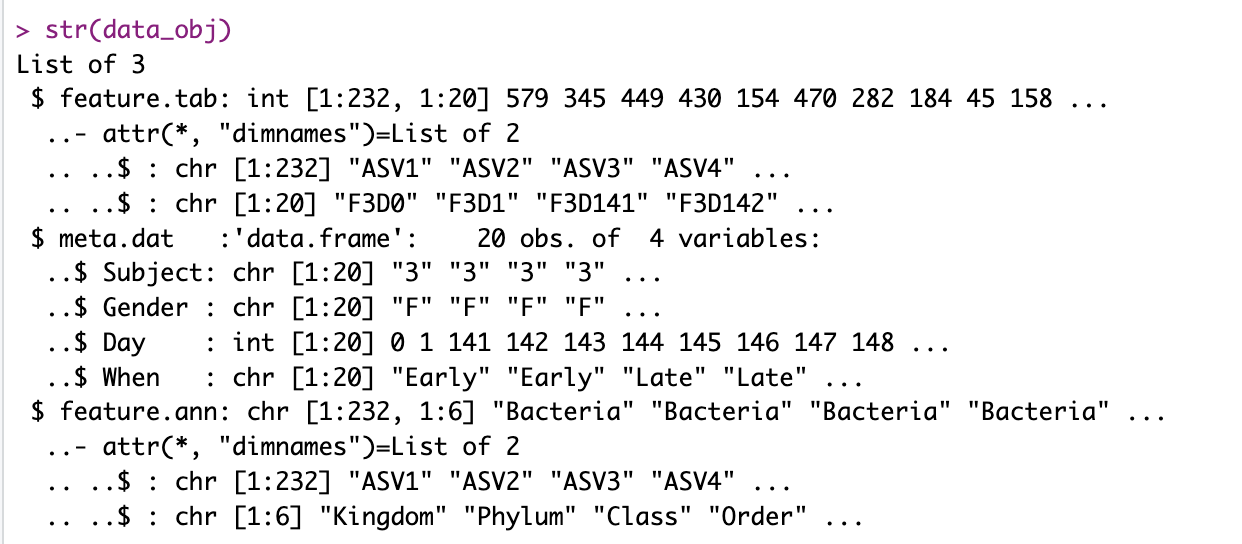 > str(data_obj)
List of 3
 $ feature.tab: int [1:232, 1:20] 579 345 449 430 154 470 282 184 45 158 ...
  ..- attr(*, "dimnames")=List of 2
  .. ..$ : chr [1:232] "ASV1" "ASV2" "ASV3" "ASV4" ...
  .. ..$ : chr [1:20] "F3D0" "F3D1" "F3D141" "F3D142" ...
 $ meta.dat   :'data.frame':    20 obs. of  4 variables:
  ..$ Subject: chr [1:20] "3" "3" "3" "3" ...
  ..$ Gender : chr [1:20] "F" "F" "F" "F" ...
  ..$ Day    : int [1:20] 0 1 141 142 143 144 145 146 147 148 ...
  ..$ When   : chr [1:20] "Early" "Early" "Late" "Late" ...
 $ feature.ann: chr [1:232, 1:6] "Bacteria" "Bacteria" "Bacteria" "Bacteria" ...
  ..- attr(*, "dimnames")=List of 2
  .. ..$ : chr [1:232] "ASV1" "ASV2" "ASV3" "ASV4" ...
  .. ..$ : chr [1:6] "Kingdom" "Phylum" "Class" "Order" ...